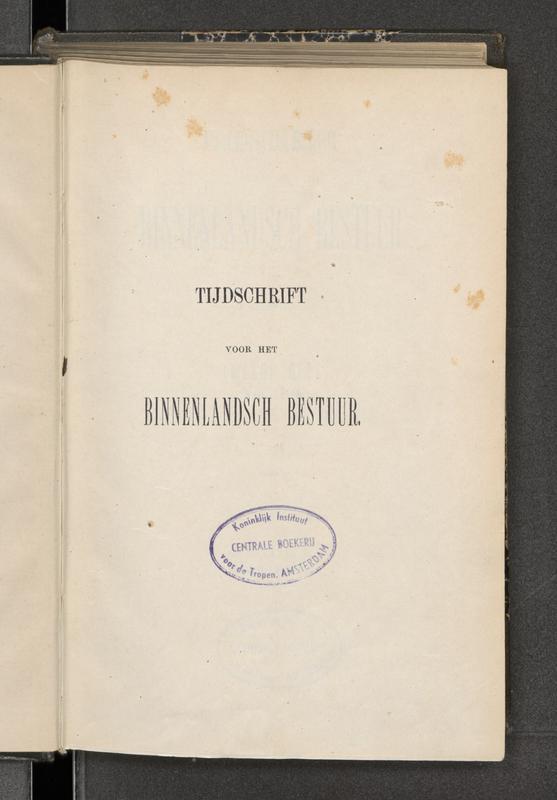 TIJDSCHRIFT
VOOR HET
BINNENLANDSCH BESTUUR.
Koninklijk Instituut
CENTRALE BOEKERIJ
voor de Tropen. AMSTERDAM